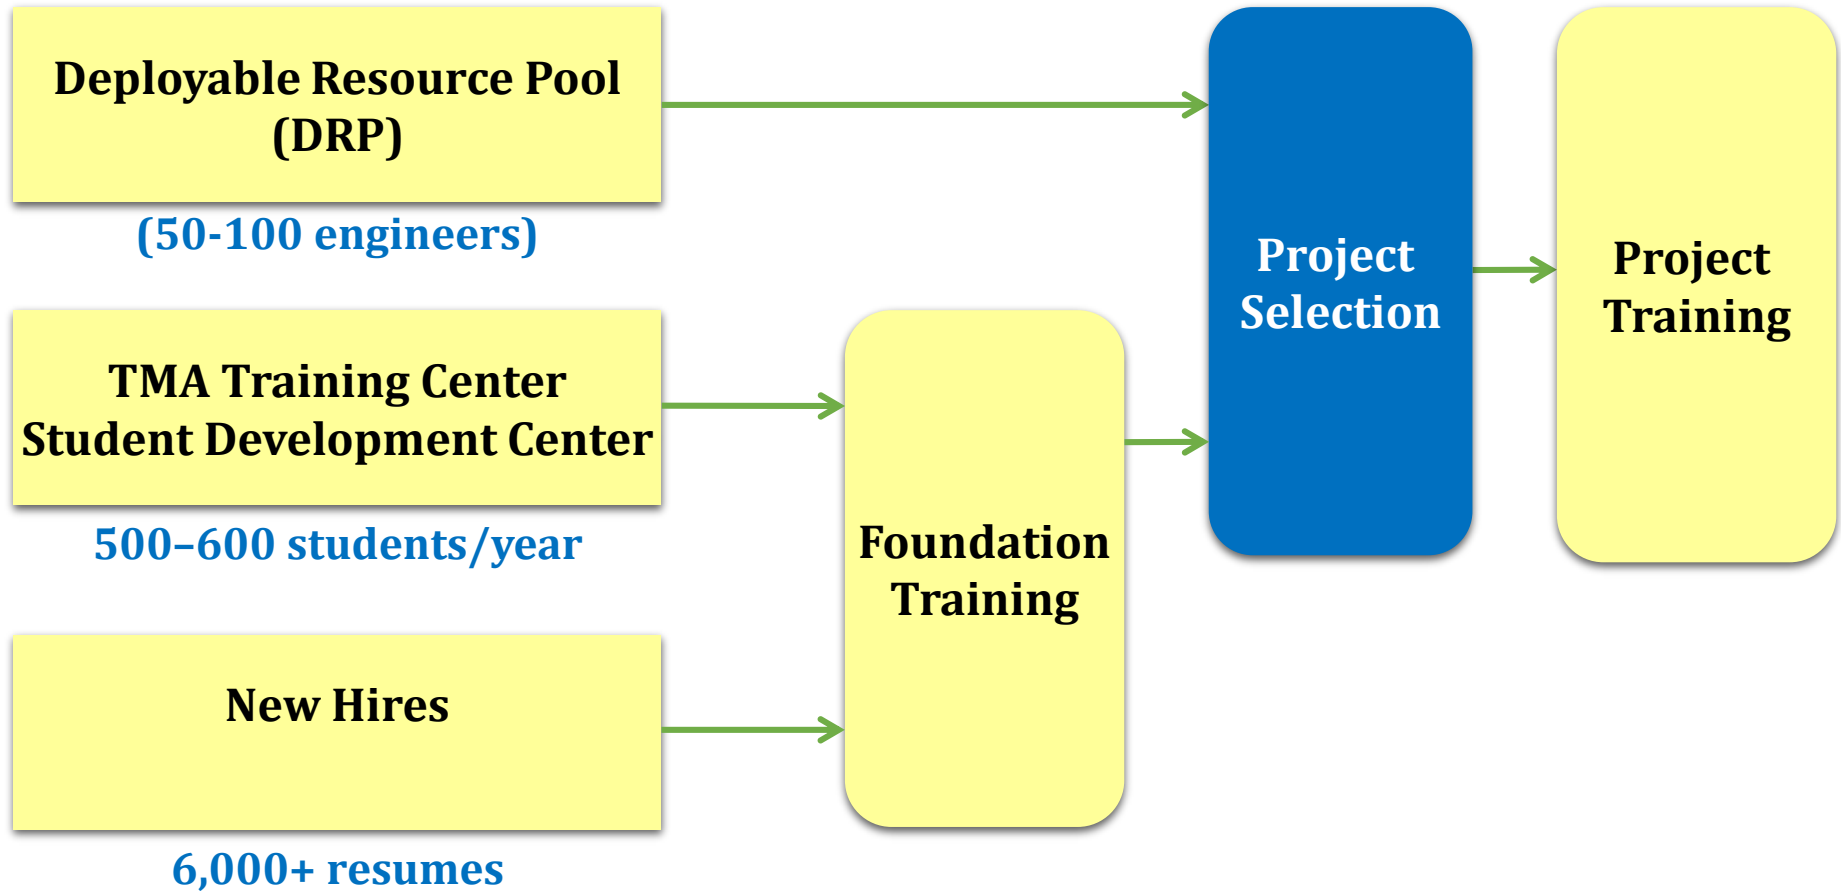 Deployable Resource Pool
(DRP)
(50-100 engineers)
TMA Training Center
Student Development Center
500–600 students/year
New Hires
6,000+ resumes
Foundation
Training
Project
Selection
Project
Training